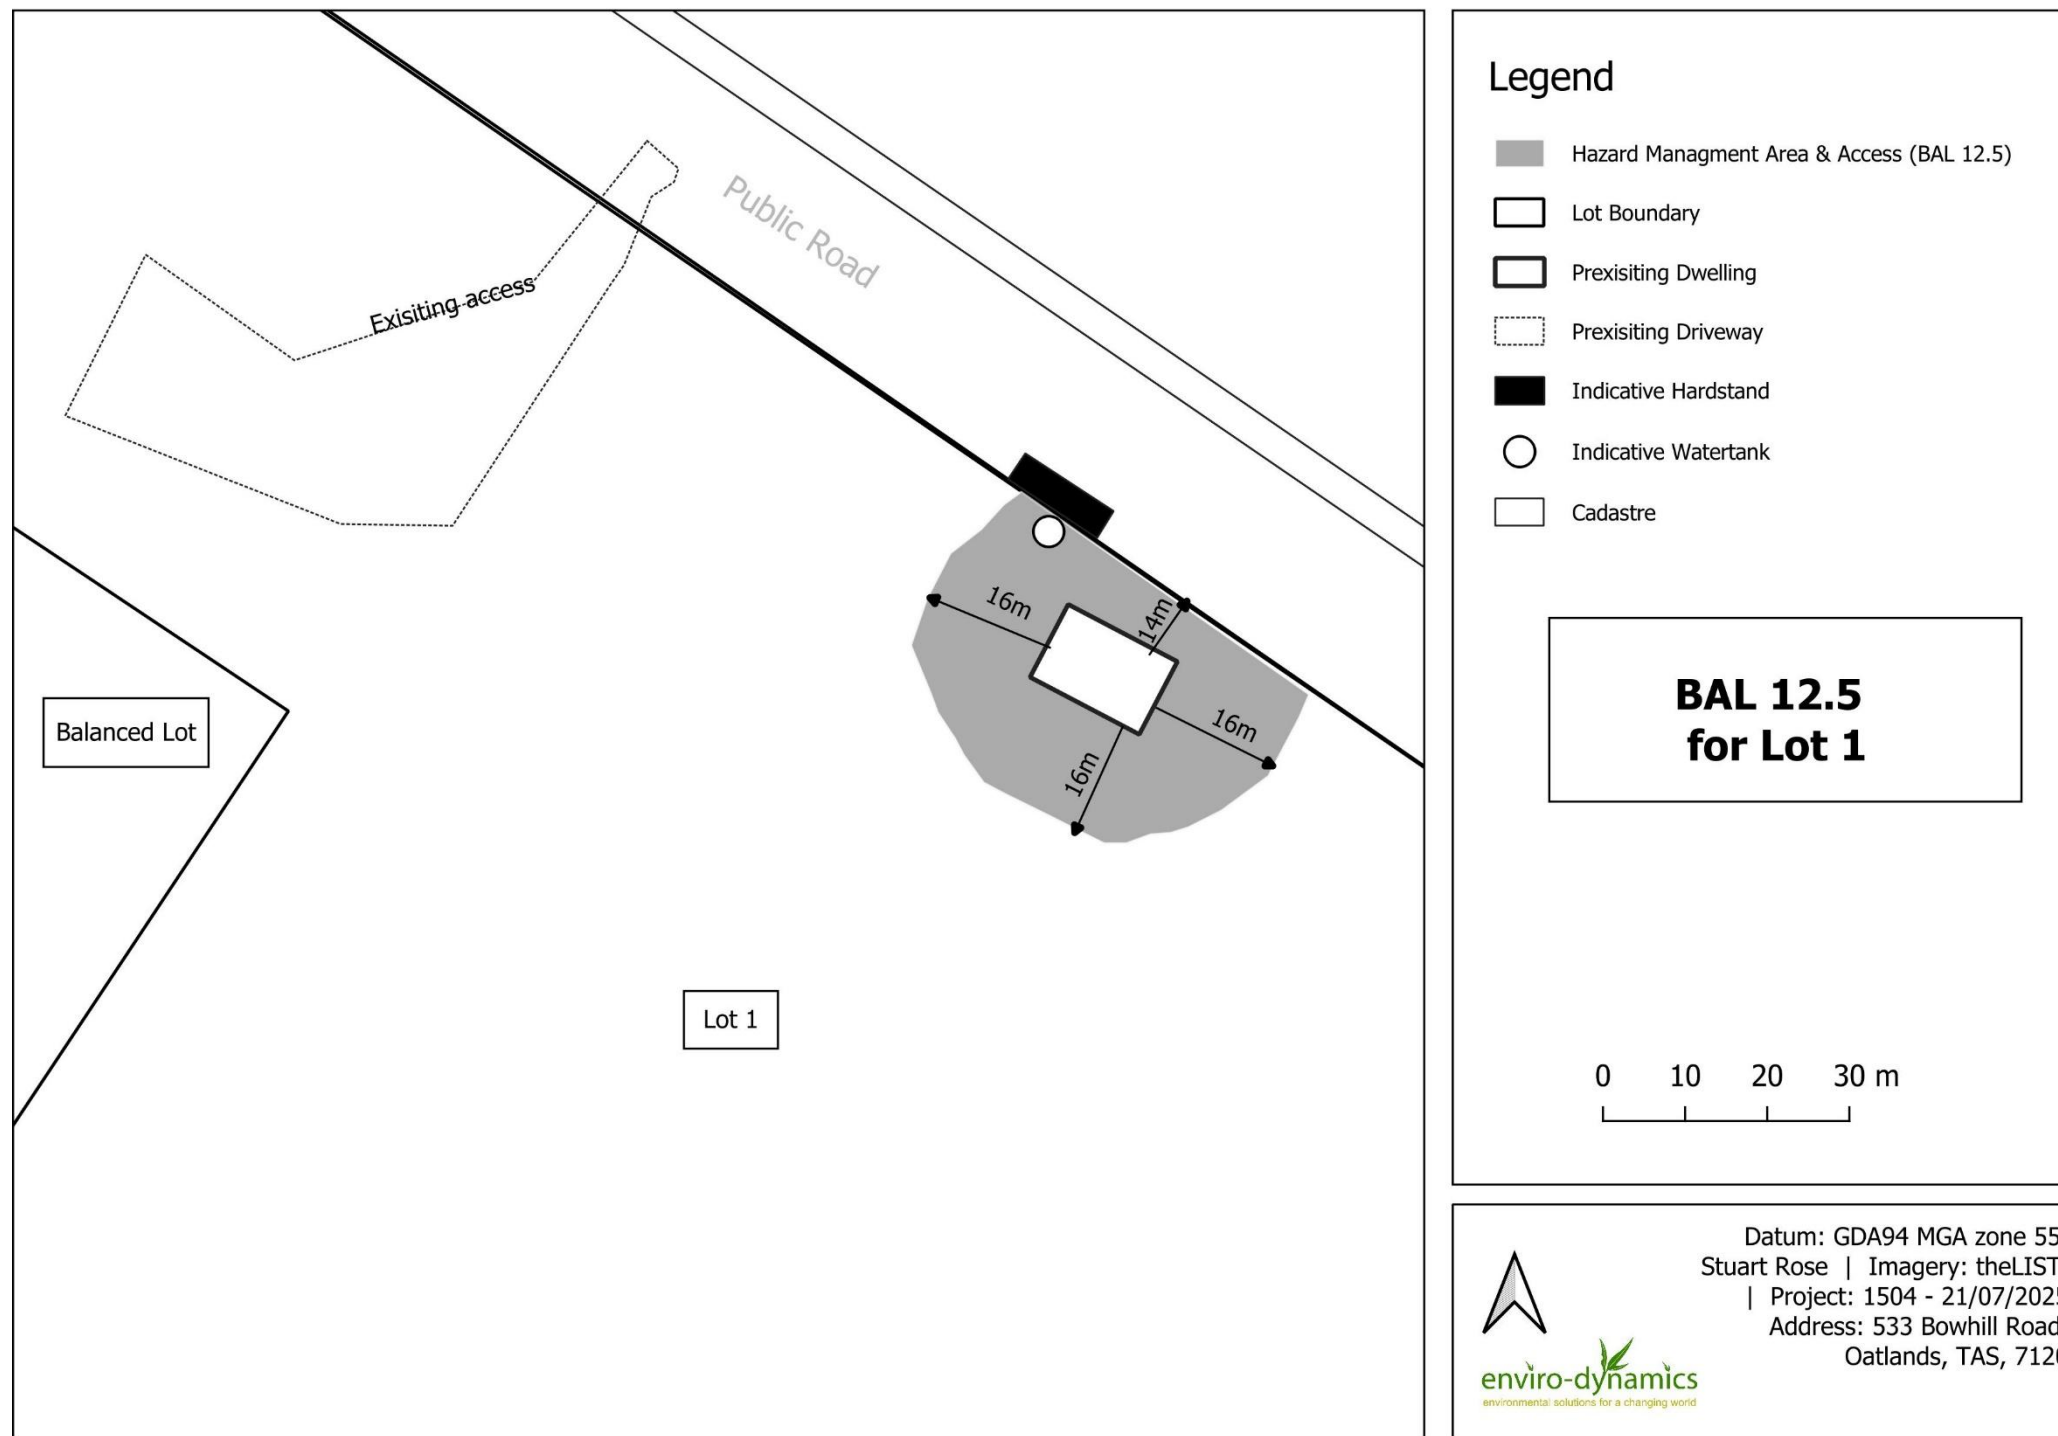 Public Road
Exisiting access
16m
14m
16m
16m
Balanced Lot
Lot 1
Legend
Hazard Managment Area & Access (BAL 12.5)
Lot Boundary
Prexisiting Dwelling
Prexisiting Driveway
Indicative Hardstand
Indicative Watertank
Cadastre
BAL 12.5
for Lot 1
0 10 20 30 m
Datum: GDA94 MGA zone 55
Stuart Rose | Imagery: theLIST
| Project: 1504 - 21/07/202
Address: 533 Bowhill Road
Oatlands, TAS, 712
enviro-dynamics
environmental solutions for a changing world